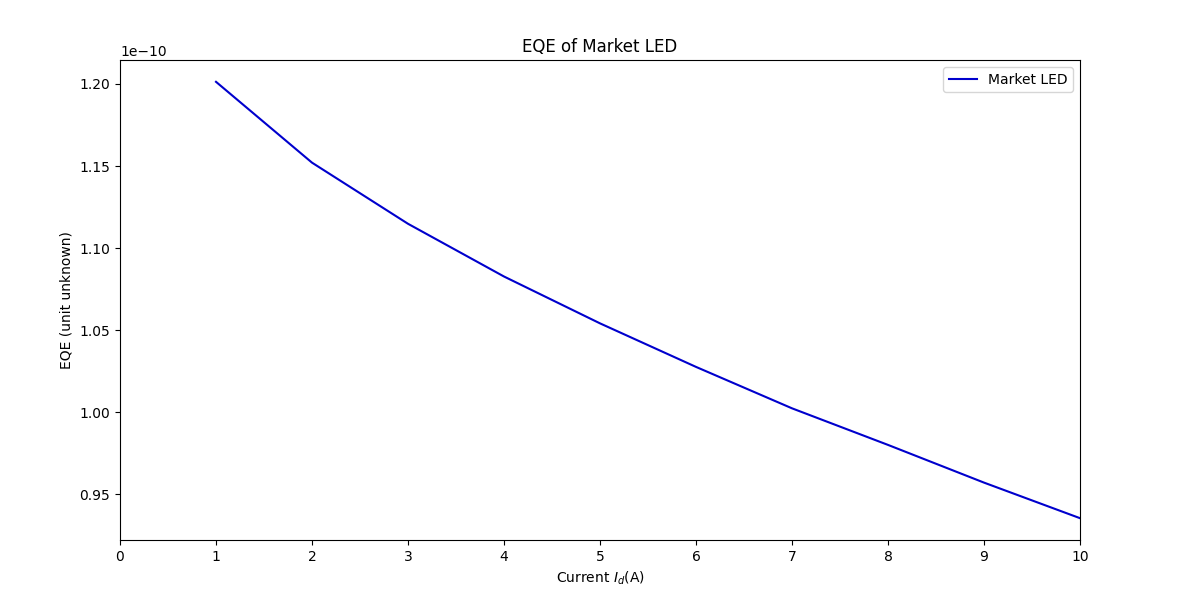 EQE of Market LED
1e−10
Market LED
1.20
1.15
1.10
1.05
1.00
0.95
EQE (unit unknown)
0 1 2 3 4 5 6 7 8 9 10
Current I_d(A)